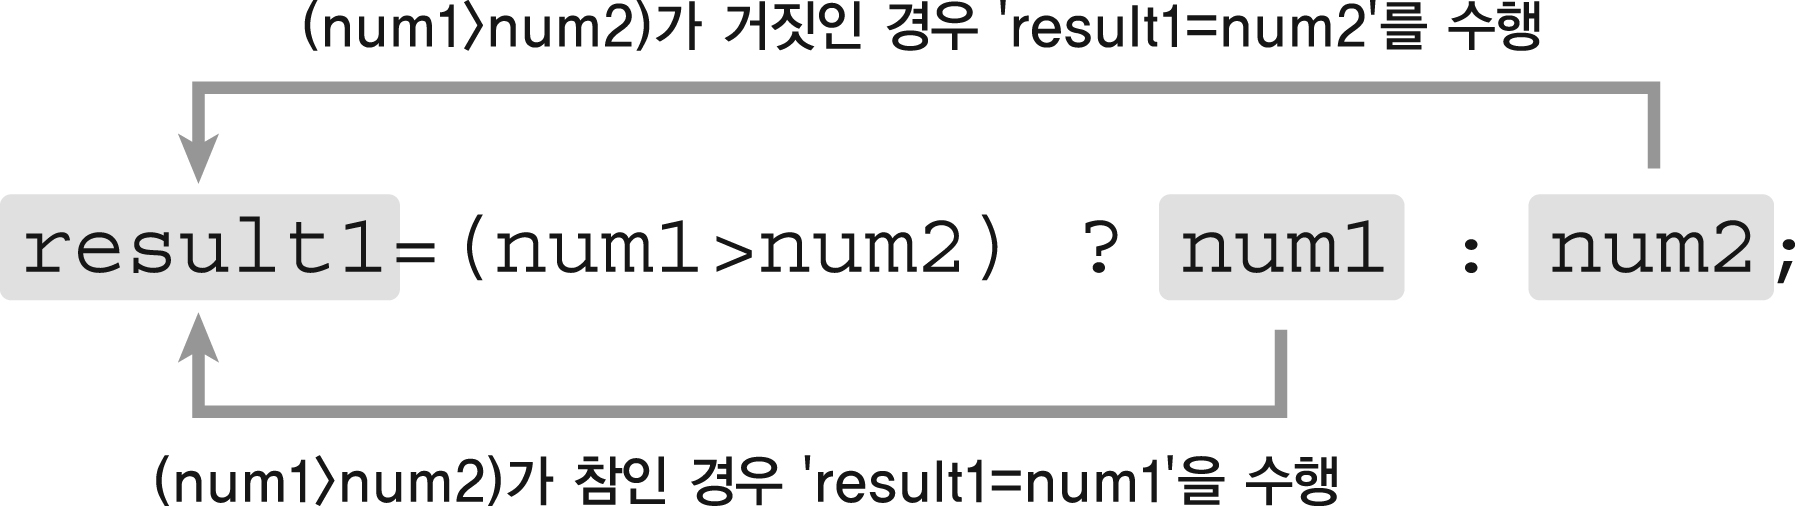 (num1>num2)가 거짓인 경우 'result1=num2'를 수행
result1=(num1>num2) ? num1 : num2;
(num1>num2)가 참인 경우 'result1=num1'을 수행